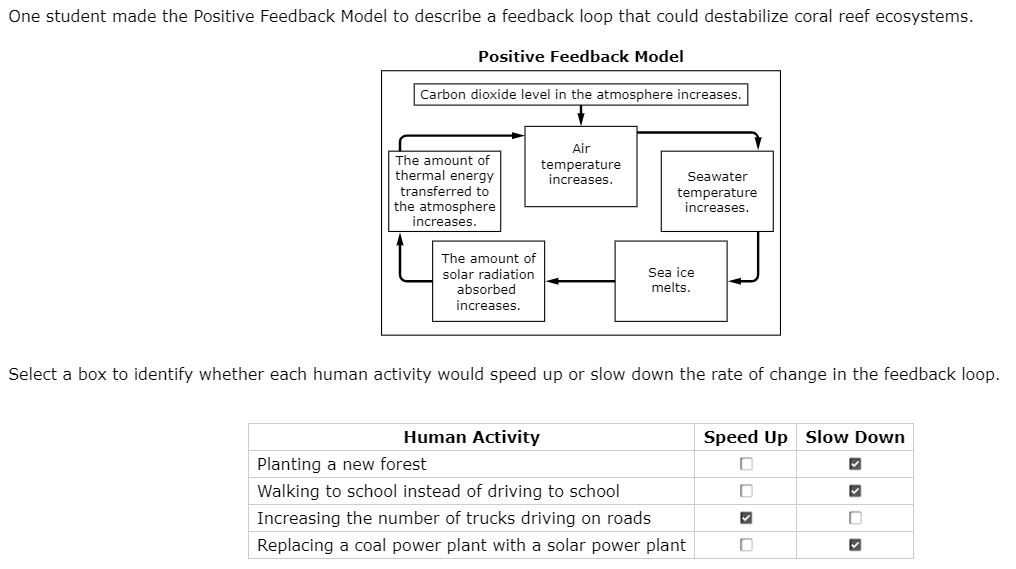 One student made the Positive Feedback Model to describe a feedback loop that could destabilize coral reef ecosystems.
Positive Feedback Model
Carbon dioxide level in the atmosphere increases.
Air
temperature
increases.
Seawater
temperature
increases.
Sea ice
melts.
The amount of
solar radiation
absorbed
increases.
The amount of
thermal energy
transferred to
the atmosphere
increases.
Select a box to identify whether each human activity would speed up or slow down the rate of change in the feedback loop.
Human Activity Speed Up Slow Down
Planting a new forest
Walking to school instead of driving to school
Increasing the number of trucks driving on roads
Replacing a coal power plant with a solar power plant